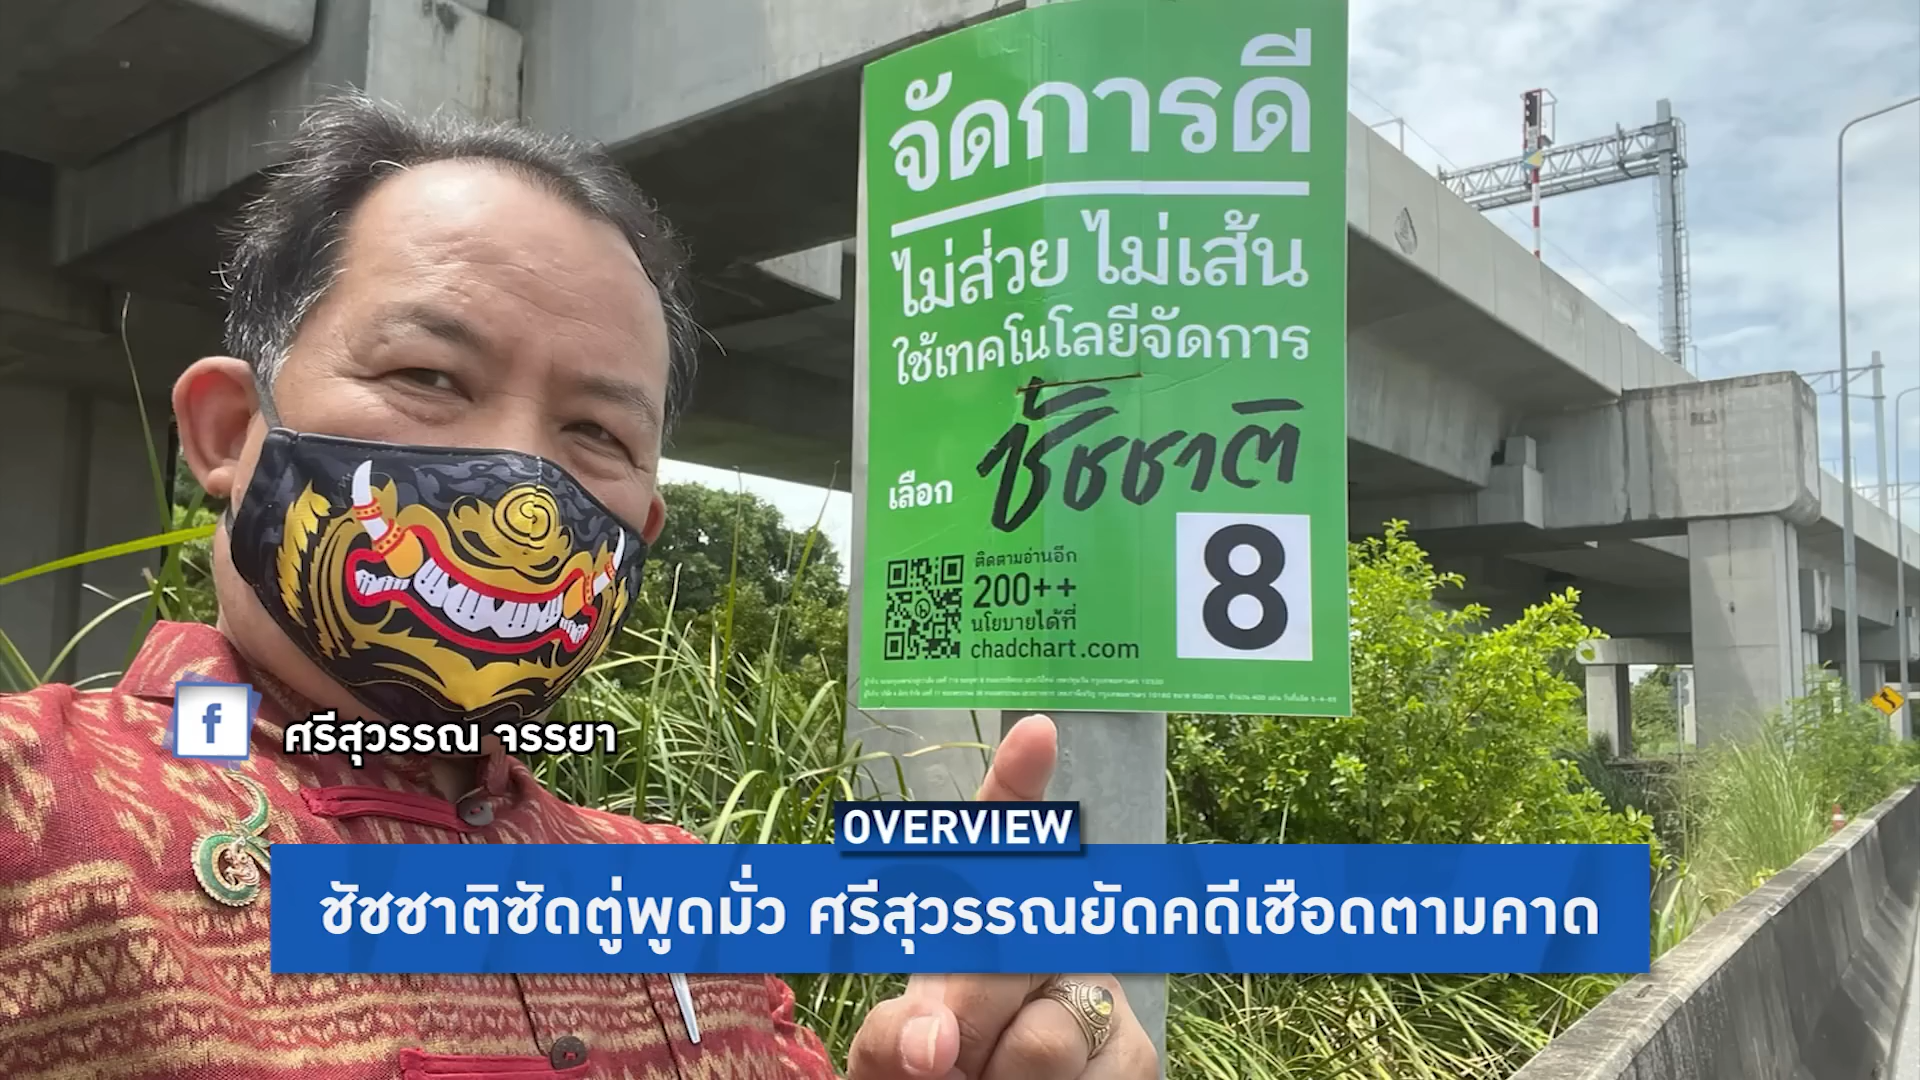 จัดการดี
ไม่ส่วย ไม่เส้น
ใช้เทคโนโลยีจัดการ
เลือก ชัชชาติ
8
ติดตามอ่านอีก
200++
นโยบายได้ที่
chadchart.com
f ศรีสุวรรณ จรรยา
OVERVIEW
ชัชชาติซัดตู่พูดมั่ว ศรีสุวรรณยัดคดีเชือดตามคาด